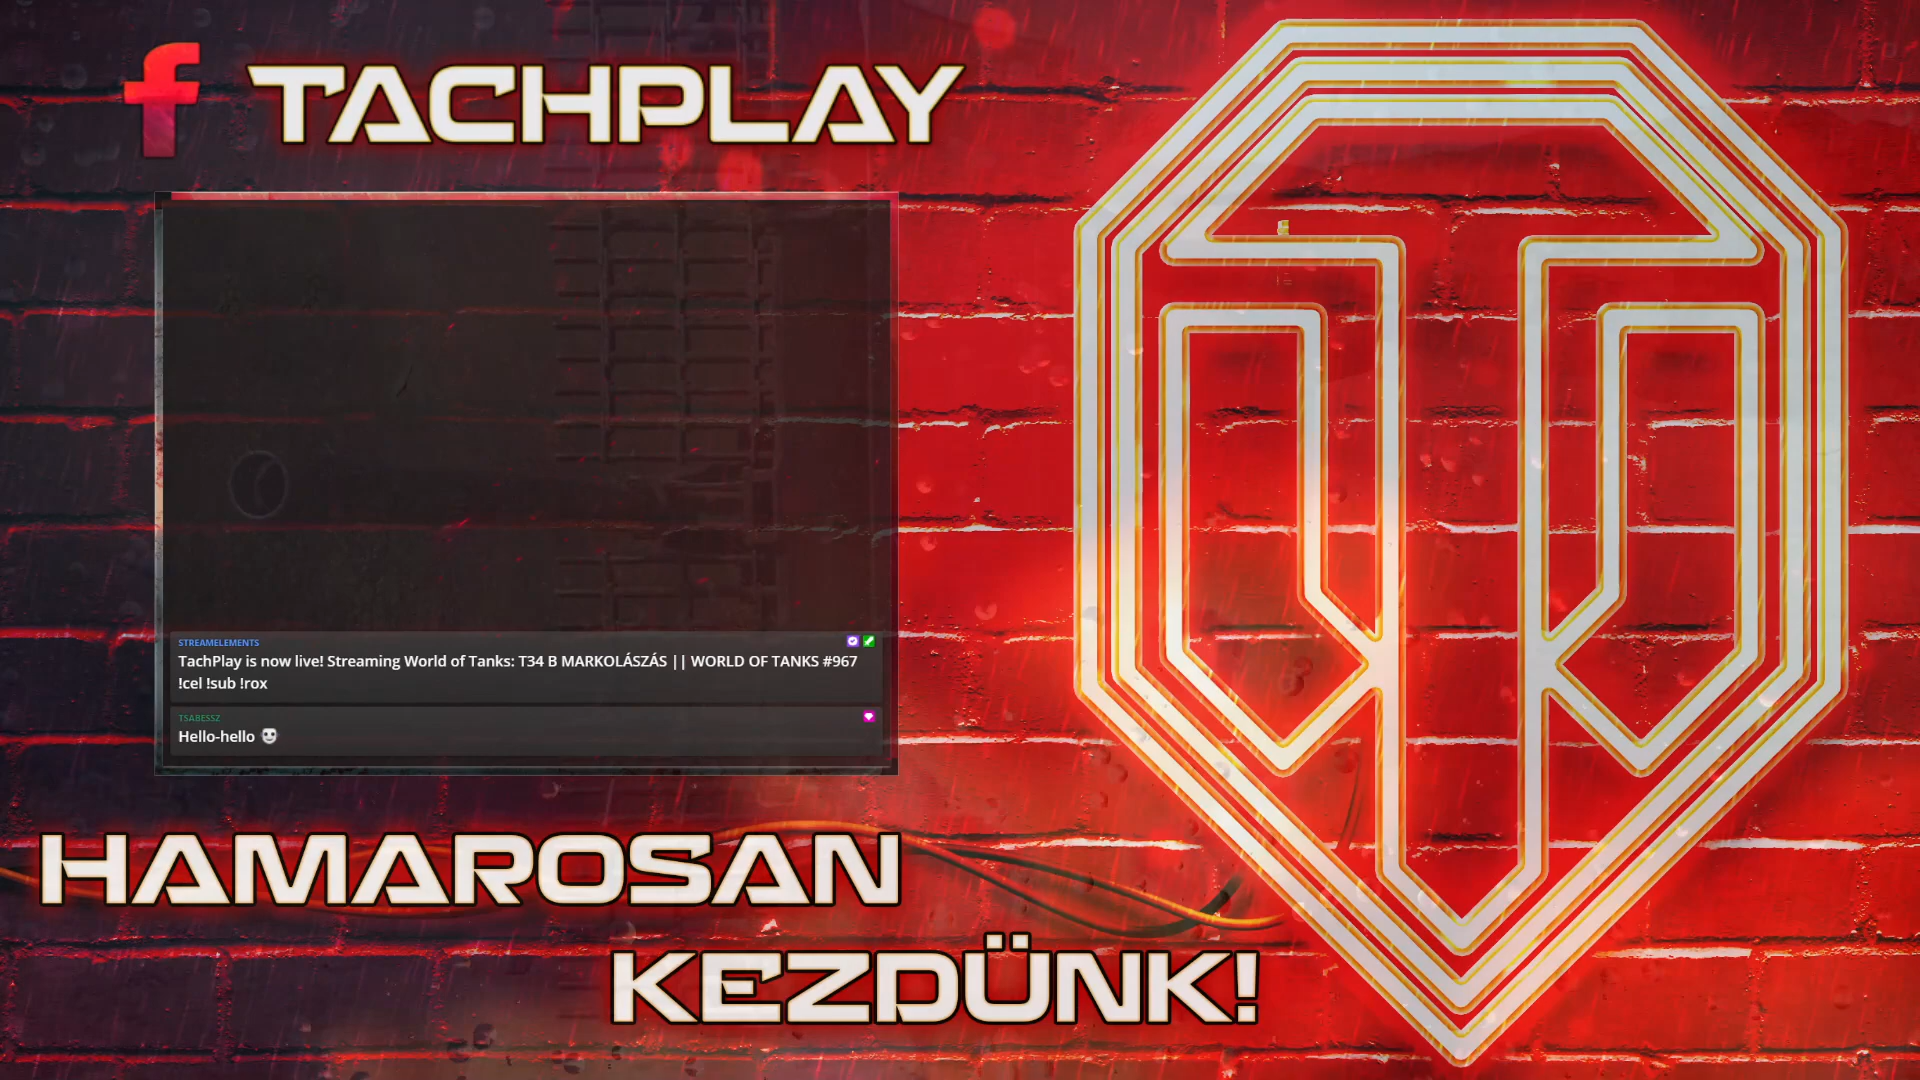 f TACHPLAY
STREAMELEMENTS
TachPlay is now live! Streaming World of Tanks: T34 B MARKOLÁSZÁS || WORLD OF TANKS #967
!cel !sub !rox
TSABESSZ
Hello-hello
HAMAROSAN
KEZDÜNK!